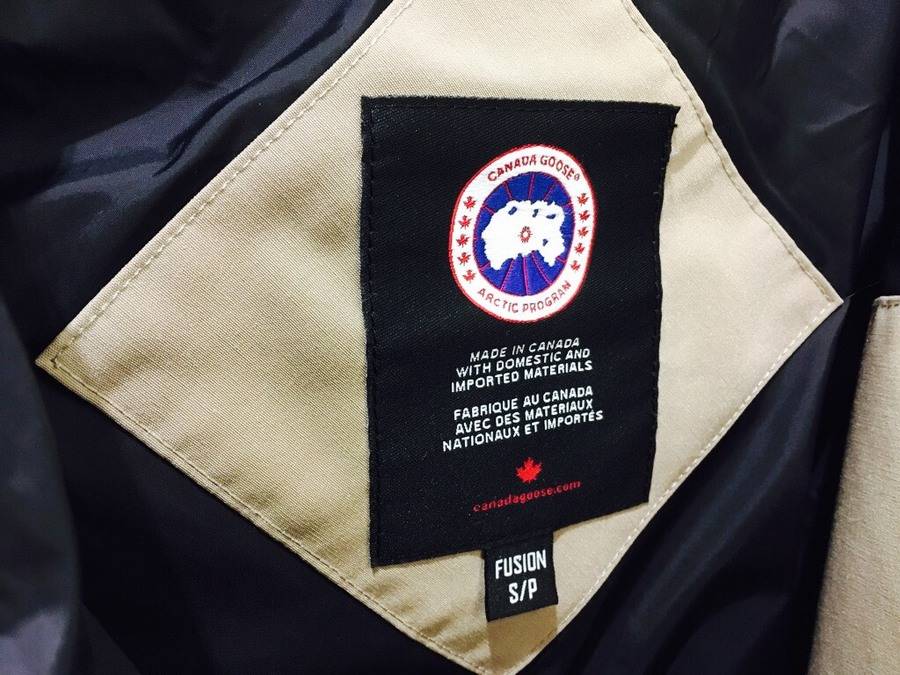 CANADA GOOSE®
ARCTIC PROGRAM
MADE IN CANADA
WITH DOMESTIC AND
IMPORTED MATERIALS
FABRIQUE AU CANADA
AVEC DES MATERIAUX
NATIONAUX ET IMPORTÉS
canadagoose.com
FUSION
S/P